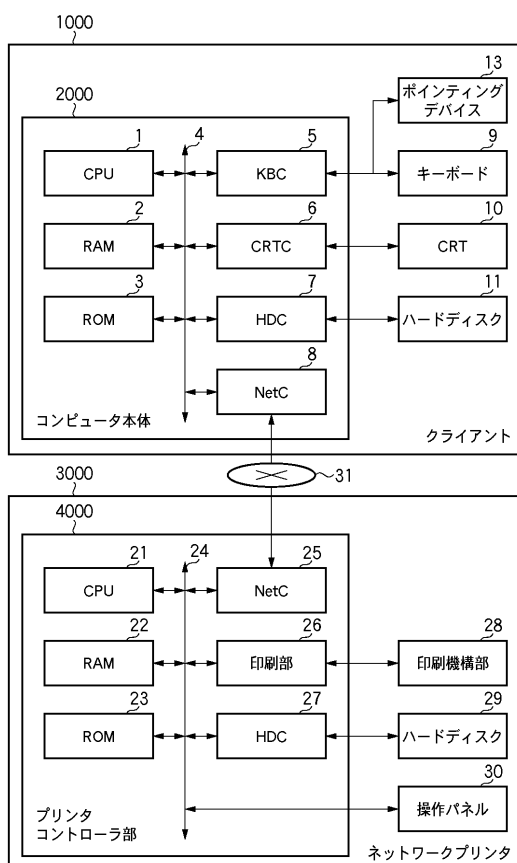 1000
13
ポインティング
デバイス
2000
1
4
5
9
CPU
KBC
キーボード
2
6
10
RAM
CRTC
CRT
3
7
11
ROM
HDC
ハードディスク
8
NetC
コンピュータ本体
クライアント
31
3000
4000
21
24
25
CPU
NetC
22
26
28
RAM
印刷部
印刷機構部
23
27
29
ROM
HDC
ハードディスク
30
操作パネル
プリンタ
コントローラ部
ネットワークプリンタ